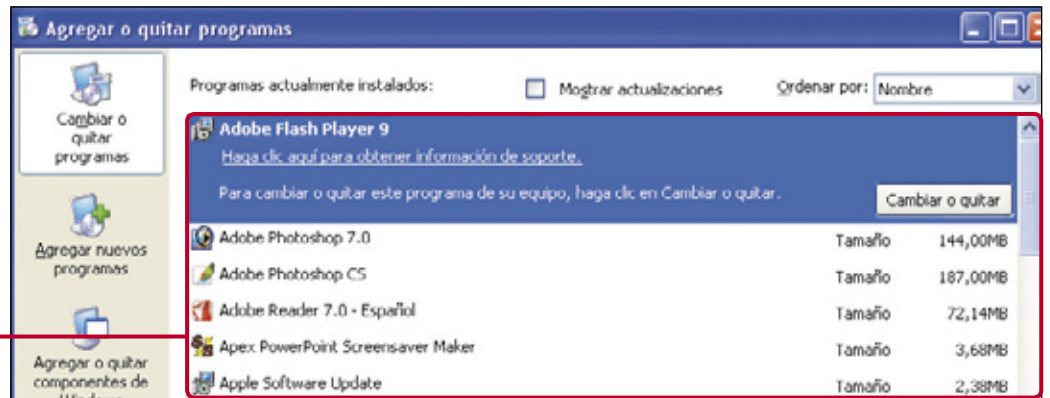 Agregar o quitar programas
Cambiar o
quitar
programas
Agregar nuevos
programas
Agregar o quitar
componentes de
Windows
Programas actualmente instalados:
Mostrar actualizaciones
Ordenar por: Nombre
Adobe Flash Player 9
Haga clic aquí para obtener información de soporte.
Para cambiar o quitar este programa de su equipo, haga clic en Cambiar o quitar.
Cambiar o quitar
Adobe Photoshop 7.0 Tamaño 144,00MB
Adobe Photoshop CS Tamaño 187,00MB
Adobe Reader 7.0 - Español Tamaño 72,14MB
Apex PowerPoint Screensaver Maker Tamaño 3,68MB
Apple Software Update Tamaño 2,38MB